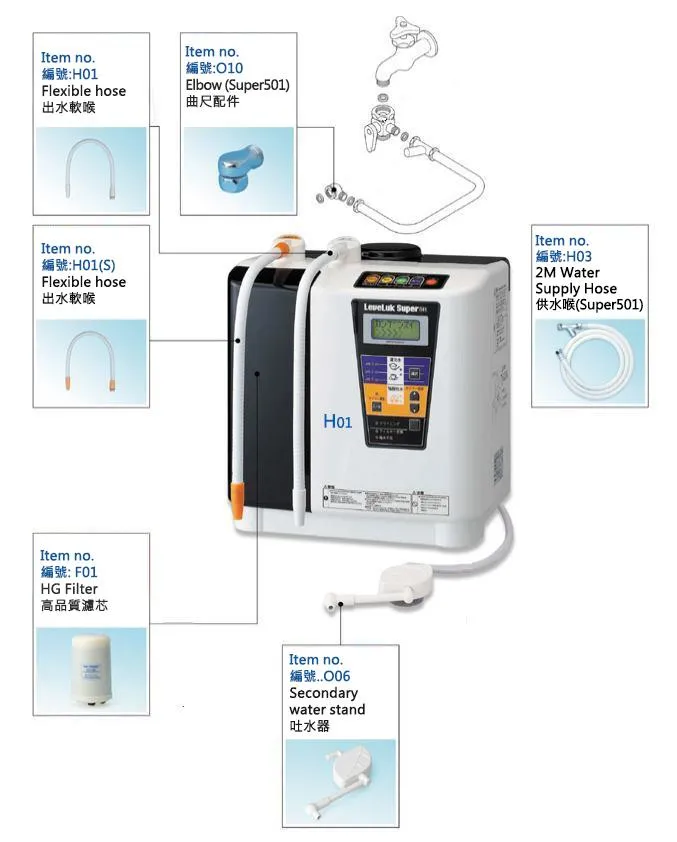 Item no.
編號:H01
Flexible hose
出水軟喉
Item no.
編號:O10
Elbow (Super501)
曲尺配件
Item no.
編號:H01(S)
Flexible hose
出水軟喉
Item no.
編號:H03
2M Water
Supply Hose
供水喉(Super501)
LeveLuk Super501
H01
Item no.
編號: F01
HG Filter
高品質濾芯
Item no.
編號..O06
Secondary
water stand
吐水器